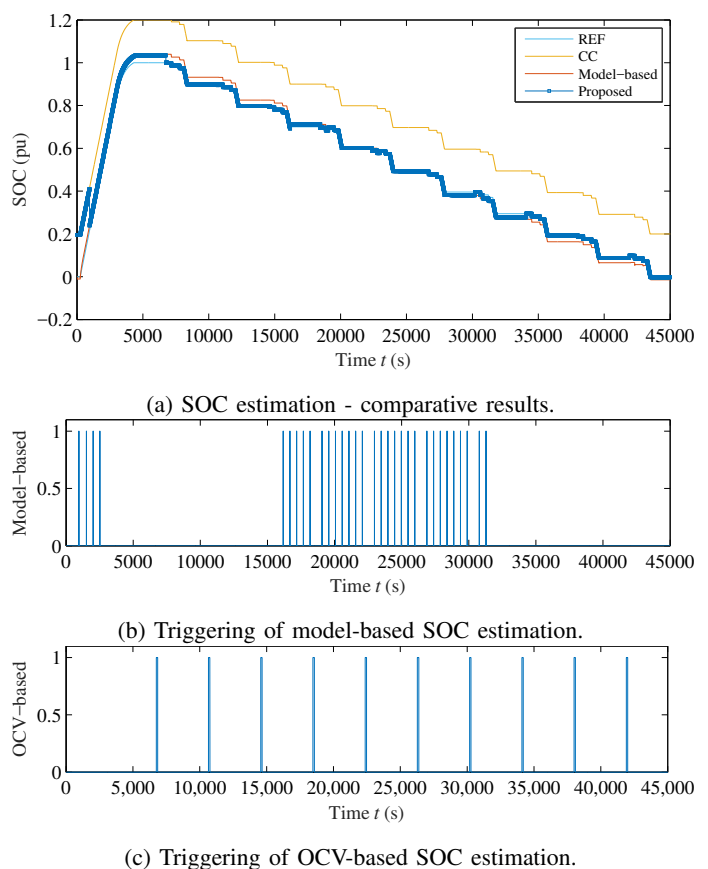 1.2
1
0.8
0.6
0.4
0.2
0
−0.2
SOC (pu)
REF
CC
Model-based
Proposed
0 5000 10000 15000 20000 25000 30000 35000 40000 45000
Time t (s)
(a) SOC estimation - comparative results.
1
0.5
0
Model-based
0 5000 10000 15000 20000 25000 30000 35000 40000 45000
Time t (s)
(b) Triggering of model-based SOC estimation.
1
0.5
0
OCV-based
0 5,000 10,000 15,000 20,000 25,000 30,000 35,000 40,000 45,000
Time t (s)
(c) Triggering of OCV-based SOC estimation.